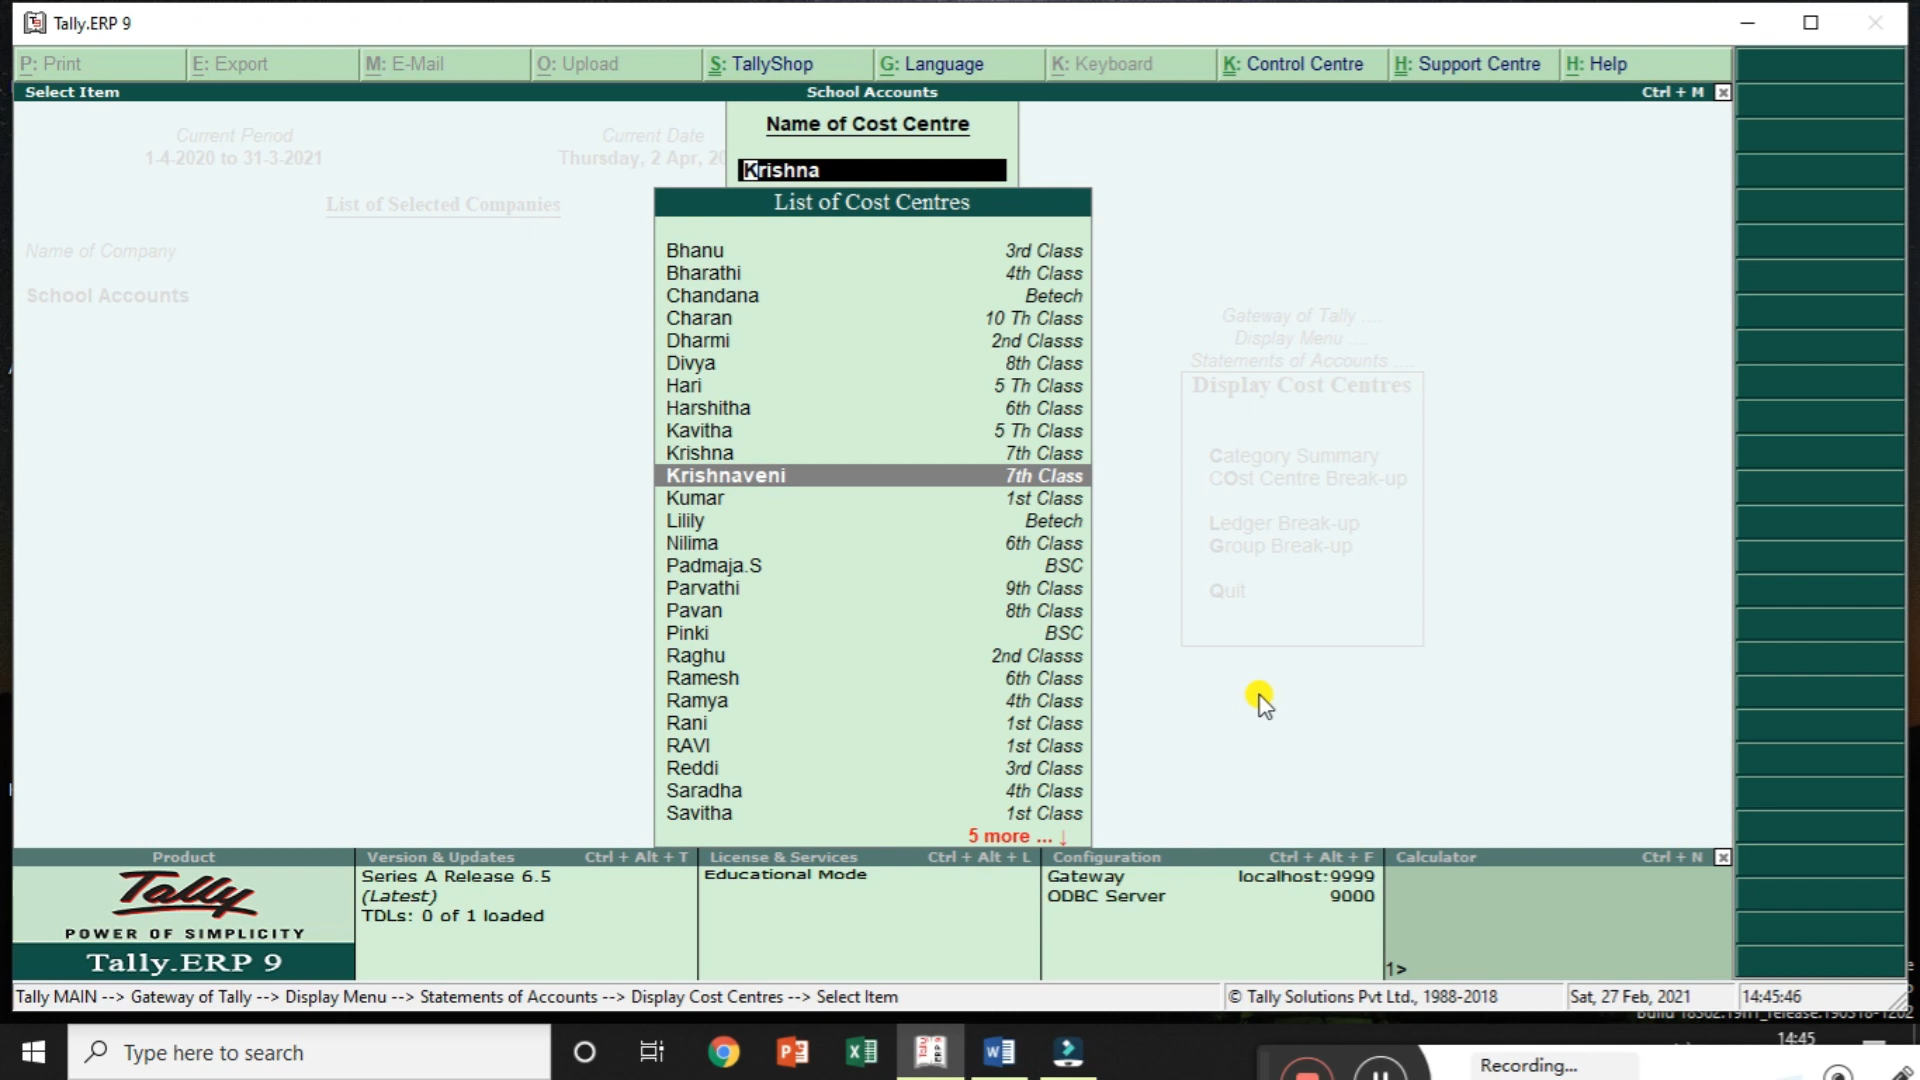 Tally.ERP 9
P: Print E: Export M: E-Mail O: Upload S: TallyShop G: Language K: Keyboard K: Control Centre H: Support Centre H: Help
Select Item School Accounts Ctrl + M
Current Period
1-4-2020 to 31-3-2021
Current Date
Thursday, 2 Apr, 20
List of Selected Companies
Name of Company
School Accounts
Name of Cost Centre
Krishna
List of Cost Centres
Bhanu 3rd Class
Bharathi 4th Class
Chandana Betech
Charan 10 Th Class
Dharmi 2nd Classs
Divya 8th Class
Hari 5 Th Class
Harshitha 6th Class
Kavitha 5 Th Class
Krishna 7th Class
Krishnaveni 7th Class
Kumar 1st Class
Lilily Betech
Nilima 6th Class
Padmaja.S BSC
Parvathi 9th Class
Pavan 8th Class
Pinki BSC
Raghu 2nd Classs
Ramesh 6th Class
Ramya 4th Class
Rani 1st Class
RAVI 1st Class
Reddi 3rd Class
Saradha 4th Class
Savitha 1st Class
5 more ... ↓
Gateway of Tally ....
Display Menu ....
Statements of Accounts ....
Display Cost Centres
Category Summary
COst Centre Break-up
Ledger Break-up
Group Break-up
Quit
Product
Tally
POWER OF SIMPLICITY
Tally.ERP 9
Version & Updates Ctrl + Alt + T
Series A Release 6.5
(Latest)
TDLs: 0 of 1 loaded
License & Services Ctrl + Alt + L
Educational Mode
Configuration Ctrl + Alt + F
Gateway localhost:9999
ODBC Server 9000
Calculator Ctrl + N
1>
Tally MAIN --> Gateway of Tally --> Display Menu --> Statements of Accounts --> Display Cost Centres --> Select Item
© Tally Solutions Pvt Ltd., 1988-2018 Sat, 27 Feb, 2021 14:45:46
Type here to search
14:45
Recording...